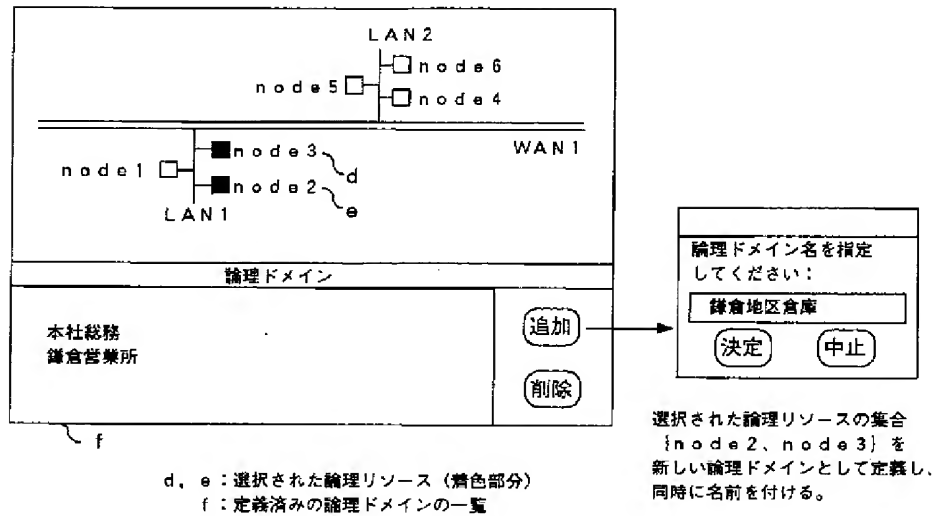 LAN2
node6
node5
node4
WAN1
node3
d
node1
node2
e
LAN1
論理ドメイン
本社総務
鎌倉営業所
追加
削除
f
論理ドメイン名を指定
してください：
鎌倉地区倉庫
決定
中止
選択された論理リソースの集合
{node2、node3}を
新しい論理ドメインとして定義し、
同時に名前を付ける。
d，e：選択された論理リソース（着色部分）
f：定義済みの論理ドメインの一覧